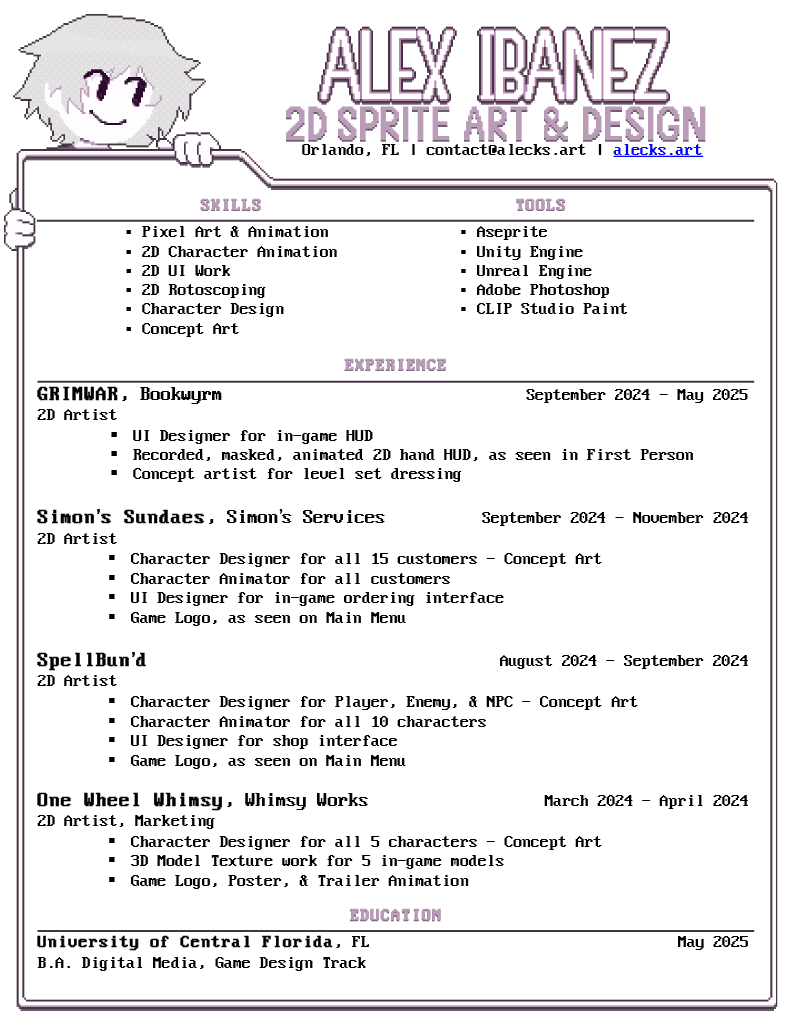 ALEX IBANEZ
2D SPRITE ART & DESIGN
Orlando, FL | contact@alecks.art | alecks.art
SKILLS
▪ Pixel Art & Animation
▪ 2D Character Animation
▪ 2D UI Work
▪ 2D Rotoscoping
▪ Character Design
▪ Concept Art
TOOLS
▪ Aseprite
▪ Unity Engine
▪ Unreal Engine
▪ Adobe Photoshop
▪ CLIP Studio Paint
EXPERIENCE
GRIMWAR, Bookwyrm September 2024 – May 2025
2D Artist
▪ UI Designer for in-game HUD
▪ Recorded, masked, animated 2D hand HUD, as seen in First Person
▪ Concept artist for level set dressing
Simon's Sundaes, Simon's Services September 2024 – November 2024
2D Artist
▪ Character Designer for all 15 customers – Concept Art
▪ Character Animator for all customers
▪ UI Designer for in-game ordering interface
▪ Game Logo, as seen on Main Menu
SpellBun'd August 2024 – September 2024
2D Artist
▪ Character Designer for Player, Enemy, & NPC – Concept Art
▪ Character Animator for all 10 characters
▪ UI Designer for shop interface
▪ Game Logo, as seen on Main Menu
One Wheel Whimsy, Whimsy Works March 2024 – April 2024
2D Artist, Marketing
▪ Character Designer for all 5 characters – Concept Art
▪ 3D Model Texture work for 5 in-game models
▪ Game Logo, Poster, & Trailer Animation
EDUCATION
University of Central Florida, FL May 2025
B.A. Digital Media, Game Design Track